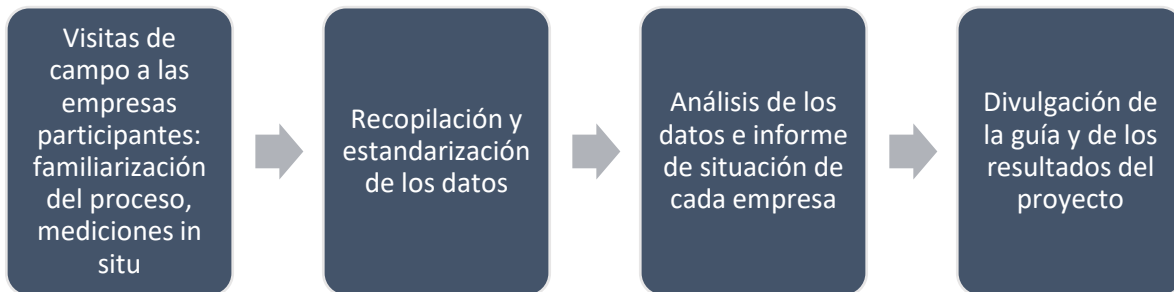 Visitas de
campo a las
empresas
participantes:
familiarización
del proceso,
mediciones in
situ
Recopilación y
estandarización
de los datos
Análisis de los
datos e informe
de situación de
cada empresa
Divulgación de
la guía y de los
resultados del
proyecto